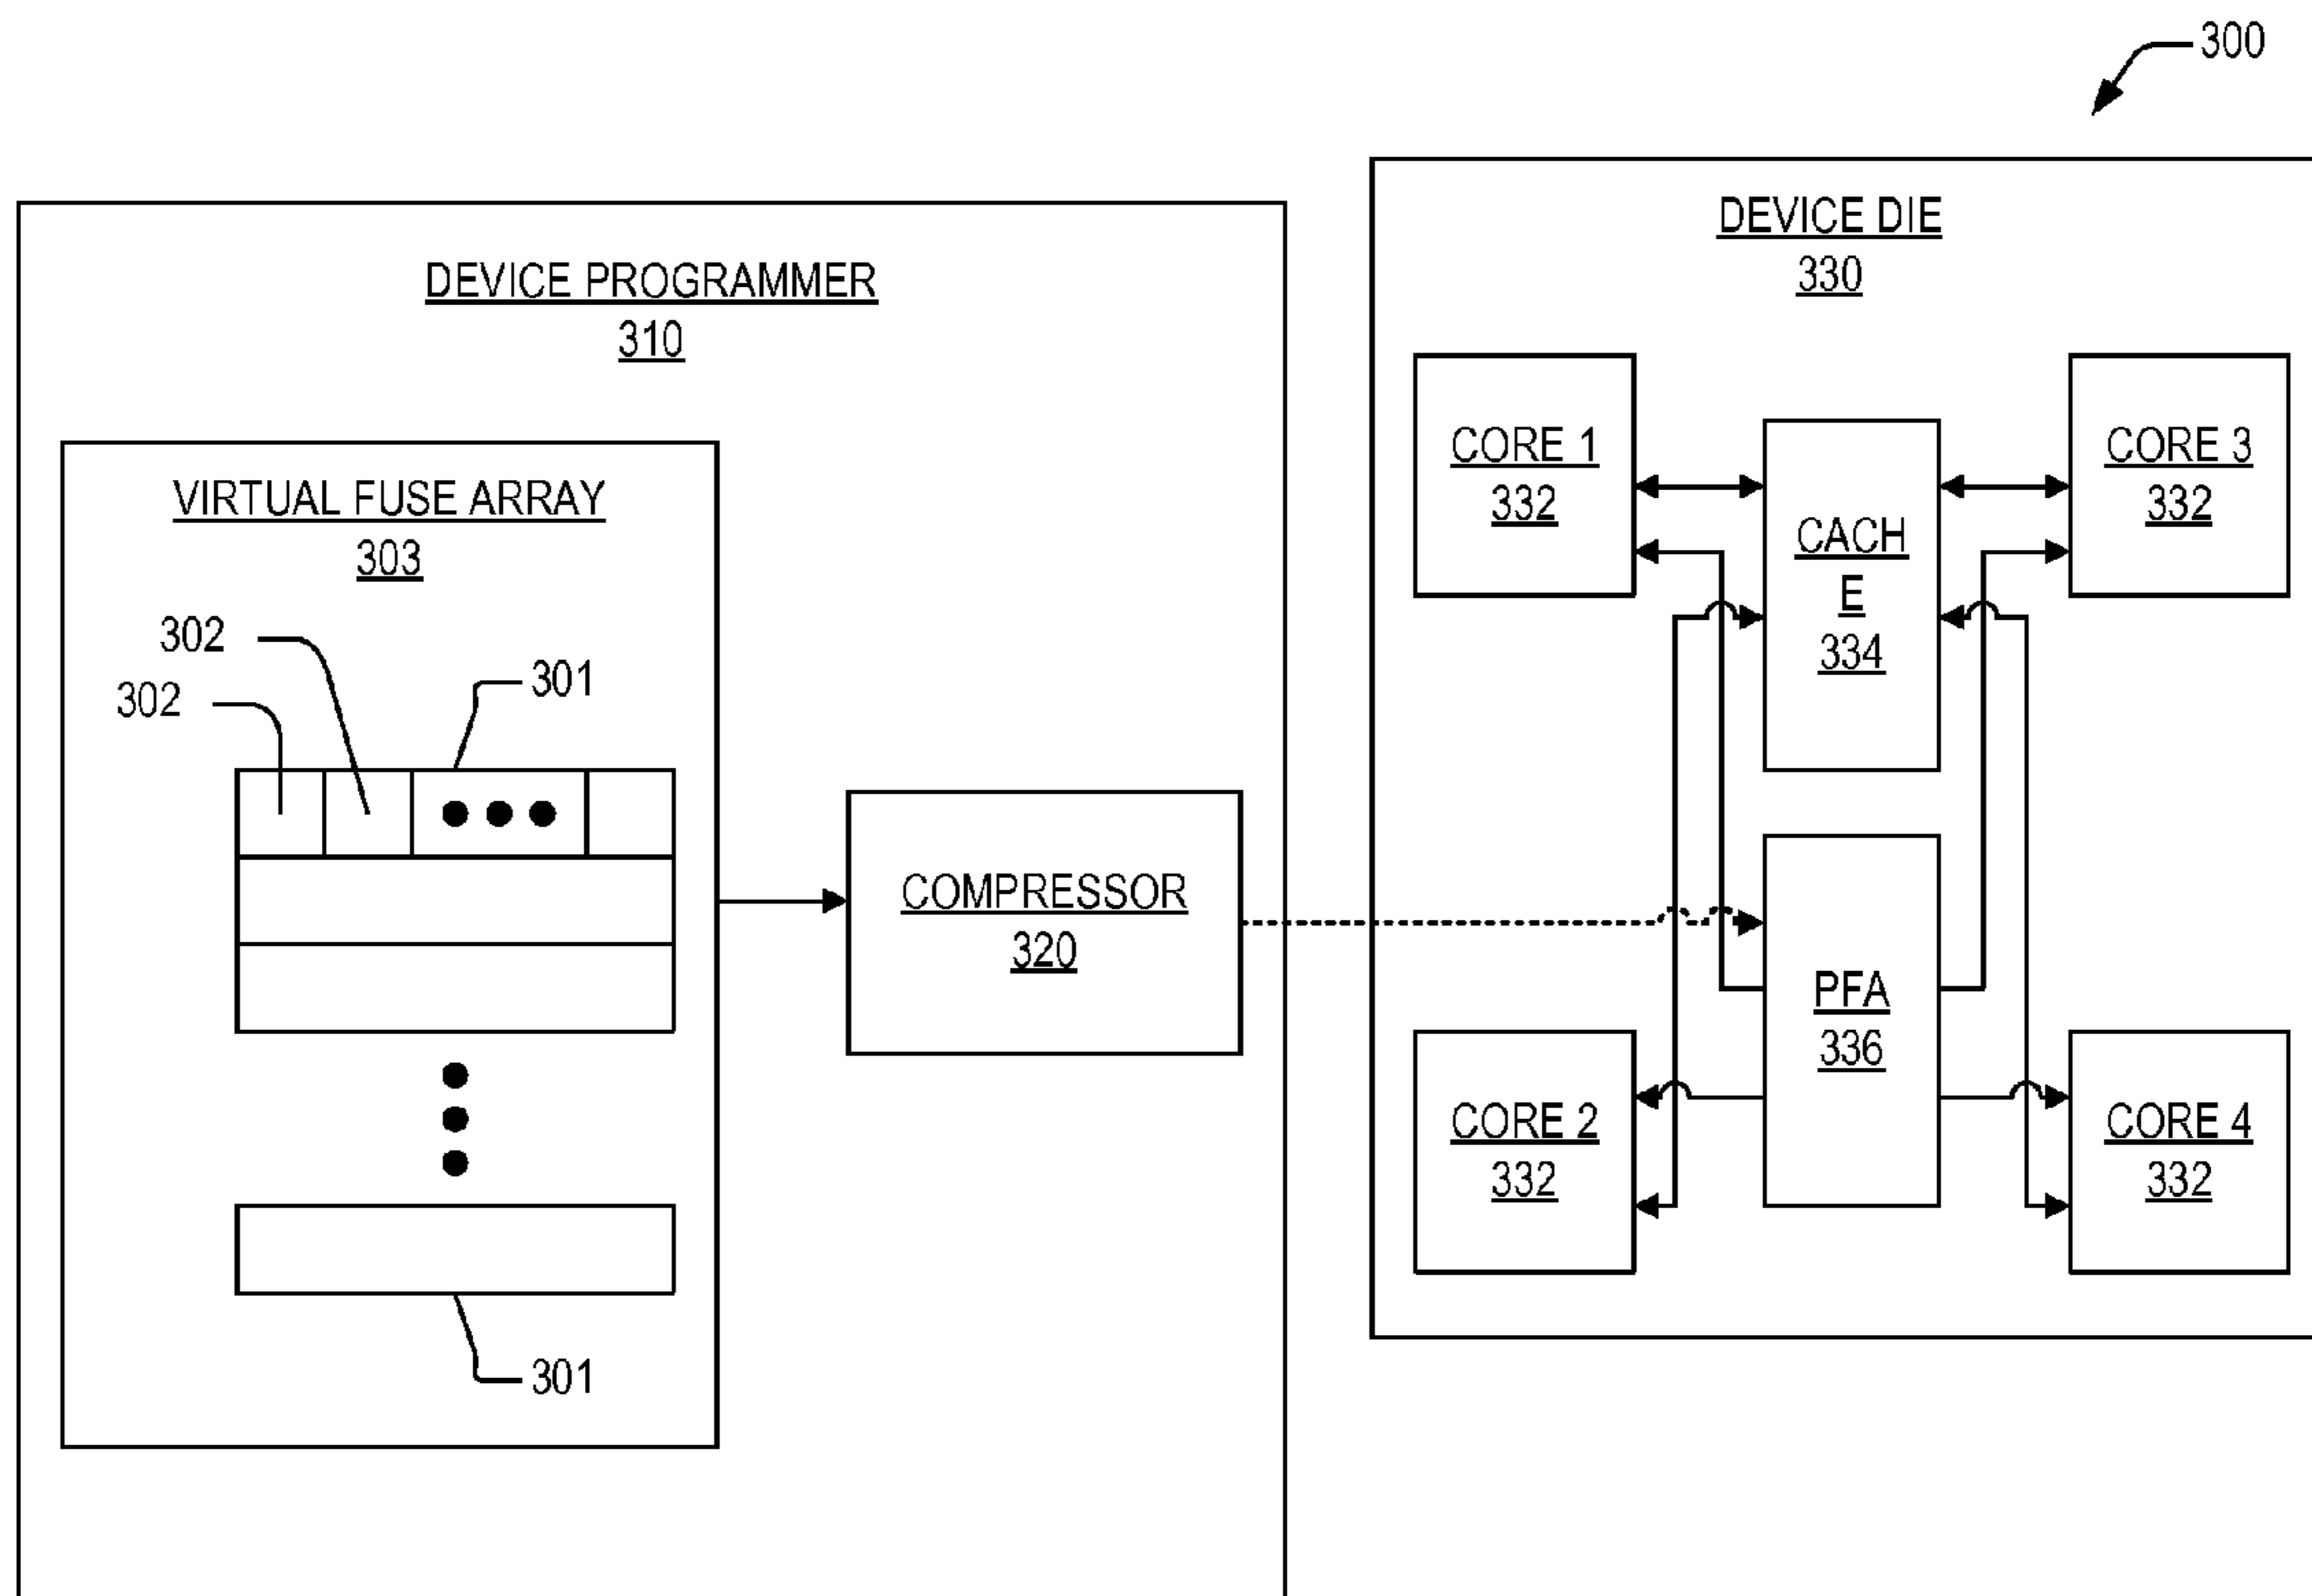 300
DEVICE PROGRAMMER
310
VIRTUAL FUSE ARRAY
303
302
302
301
301
COMPRESSOR
320
DEVICE DIE
330
CORE 1
332
CACH
E
334
CORE 3
332
PFA
336
CORE 2
332
CORE 4
332